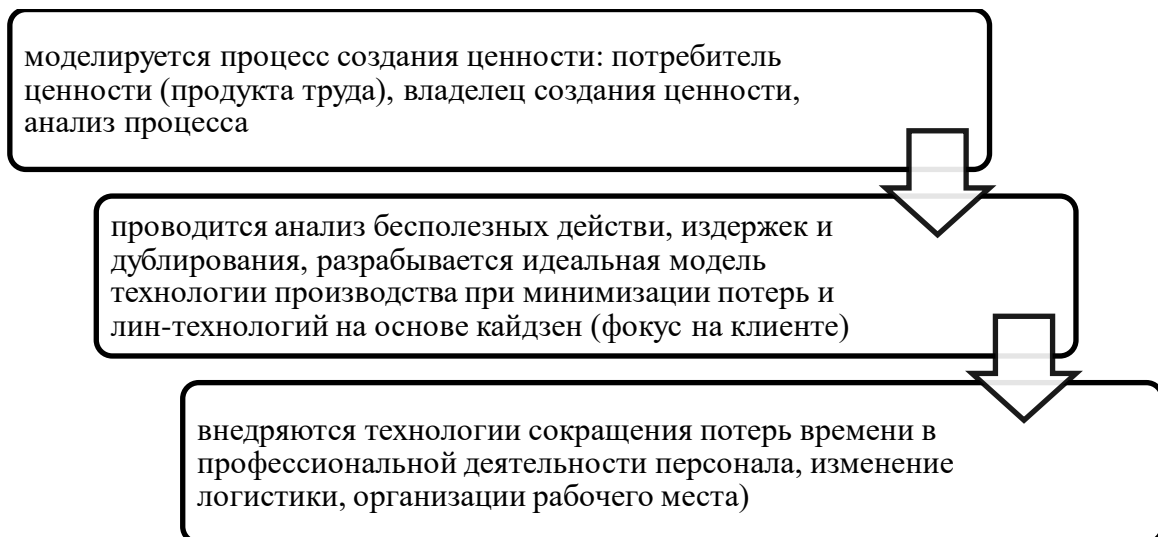 моделируется процесс создания ценности: потребитель
ценности (продукта труда), владелец создания ценности,
анализ процесса
проводится анализ бесполезных действи, издержек и
дублирования, разрабывается идеальная модель
технологии производства при минимизации потерь и
лин-технологий на основе кайдзен (фокус на клиенте)
внедряются технологии сокращения потерь времени в
профессиональной деятельности персонала, изменение
логистики, организации рабочего места)